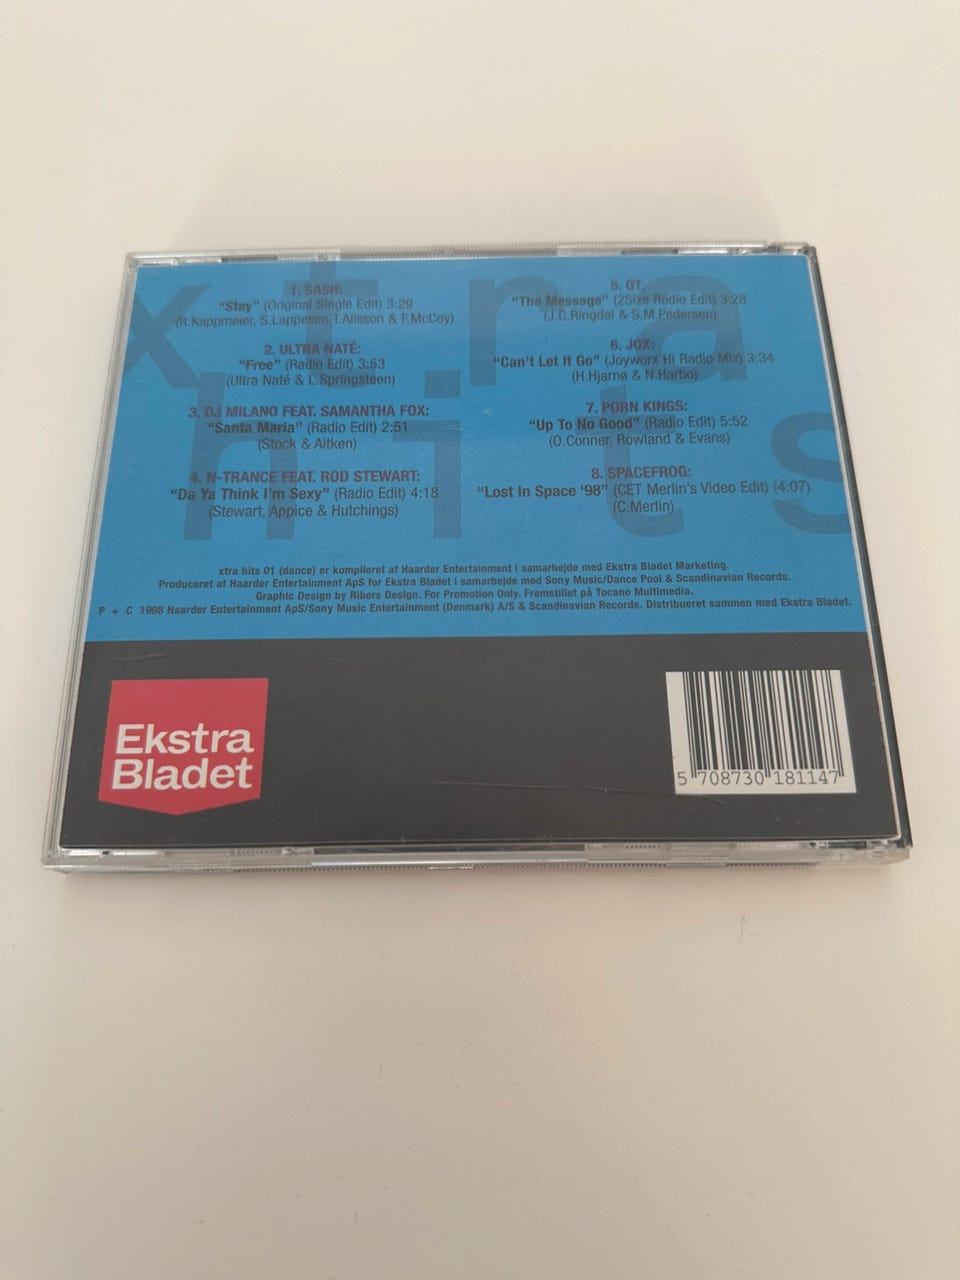 xtra
hits
1. SASH:
"Stay" (Original Single Edit) 3:29
(R.Kappmeier, S.Lappesen,T.Alisson & F.McCoy)
2. ULTRA NATÉ:
"Free" (Radio Edit) 3:53
(Ultra Naté & L.Springsteen)
3. DJ MILANO FEAT. SAMANTHA FOX:
"Santa Maria" (Radio Edit) 2:51
(Stock & Aitken)
4. N-TRANCE FEAT. ROD STEWART:
"Da Ya Think I'm Sexy" (Radio Edit) 4:18
(Stewart, Appice & Hutchings)
5. QT.
"The Message" (2Size Radio Edit) 3:28
(J.C.Ringdal & S.M.Pedersen)
6. JOX:
"Can't Let It Go" (Joyworx Hi Radio Mix) 3:34
(H.Hjarnø & N.Harbo)
7. PORN KINGS:
"Up To No Good" (Radio Edit) 5:52
(O.Conner, Rowland & Evans)
8. SPACEFROG:
"Lost In Space '98" (CET Merlin's Video Edit) (4:07)
(C.Merlin)
xtra hits 01 (dance) er kompileret af Haarder Entertainment i samarbejde med Ekstra Bladet Marketing.
Produceret af Haarder Entertainment ApS for Ekstra Bladet i samarbejde med Sony Music/Dance Pool & Scandinavian Records.
Graphic Design by Ribers Design. For Promotion Only. Fremstillet på Tocano Multimedia.
P + C 1998 Haarder Entertainment ApS/Sony Music Entertainment (Denmark) A/S & Scandinavian Records. Distribueret sammen med Ekstra Bladet.
Ekstra
Bladet
5 708730 181147